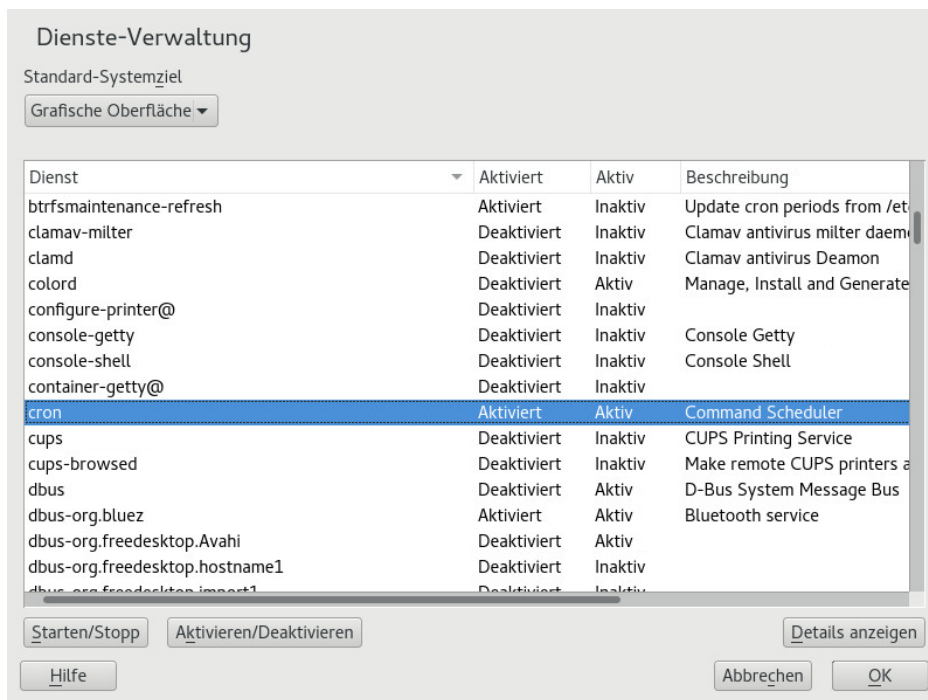 Dienste-Verwaltung
Standard-Systemziel
Grafische Oberfläche
Dienst Aktiviert Aktiv Beschreibung
btrfsmaintenance-refresh Aktiviert Inaktiv Update cron periods from /et
clamav-milter Deaktiviert Inaktiv Clamav antivirus milter daem
clamd Deaktiviert Inaktiv Clamav antivirus Deamon
colord Deaktiviert Aktiv Manage, Install and Generate
configure-printer@ Deaktiviert Inaktiv
console-getty Deaktiviert Inaktiv Console Getty
console-shell Deaktiviert Inaktiv Console Shell
container-getty@ Deaktiviert Inaktiv
cron Aktiviert Aktiv Command Scheduler
cups Deaktiviert Inaktiv CUPS Printing Service
cups-browsed Deaktiviert Inaktiv Make remote CUPS printers a
dbus Deaktiviert Aktiv D-Bus System Message Bus
dbus-org.bluez Aktiviert Aktiv Bluetooth service
dbus-org.freedesktop.Avahi Deaktiviert Aktiv
dbus-org.freedesktop.hostname1 Deaktiviert Inaktiv
dbus-org.freedesktop.import1 Deaktiviert Inaktiv
Starten/Stopp Aktivieren/Deaktivieren Details anzeigen
Hilfe Abbrechen OK